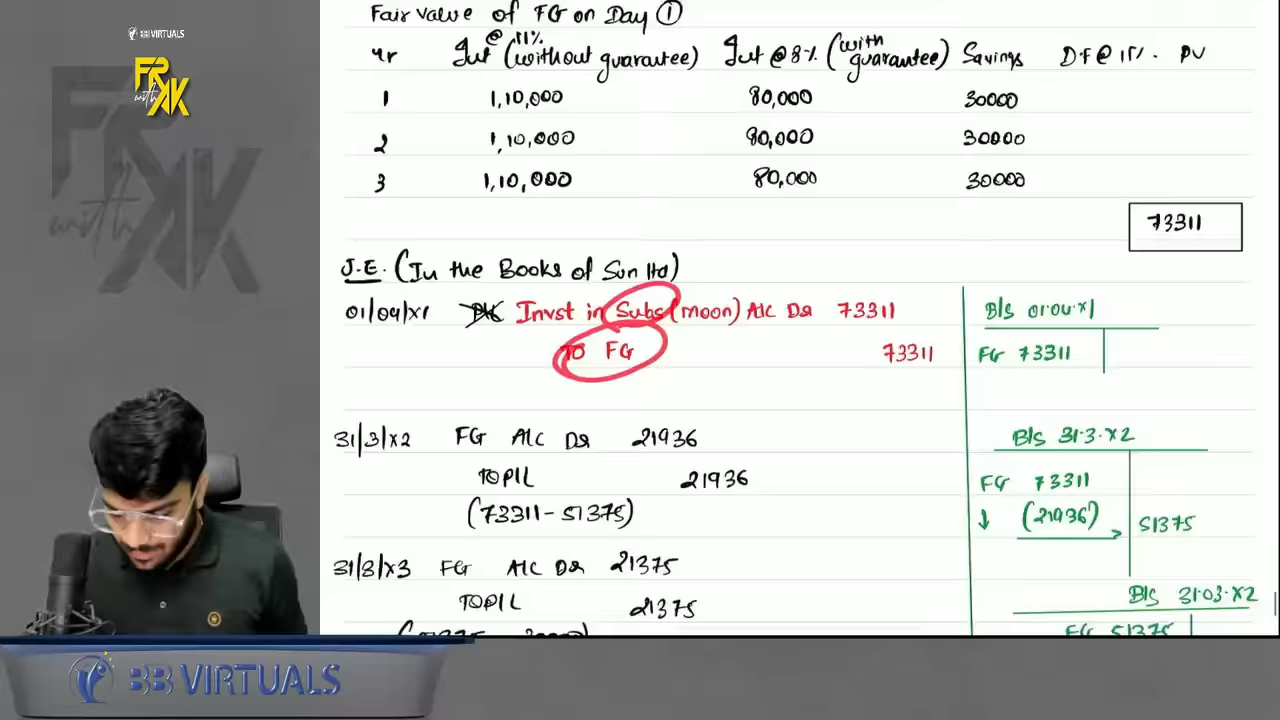 BB VIRTUALS
FR
with AK
FR
with
AK
Fair value of FG on Day ①
Yr Int @ 11% (without guarantee) Int @ 8% (with guarantee) Savings DF @ 11%. PV
1 1,10,000 80,000 30000
2 1,10,000 80,000 30000
3 1,10,000 80,000 30000
73311
J.E. (In the Books of Sun ltd)
01/04/X1 Invst in Subs (moon) A/C Dr 73311
TO FG 73311
B/S 01.04.X1
FG 73311
31/3/X2 FG A/C Dr 21936
TO P/L 21936
(73311 - 51375)
B/S 31.3.X2
FG 73311
↓ (21936) 51375
31/3/X3 FG A/C Dr 21375
TO P/L 21375
B/S 31.03.X2
FG 51375
BB VIRTUALS